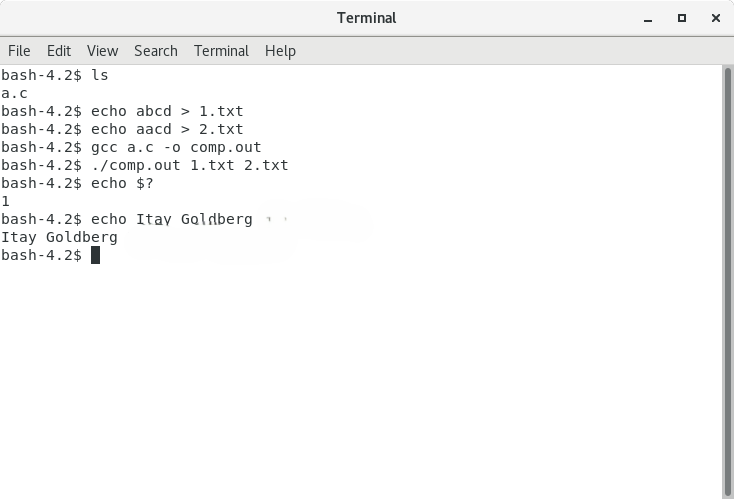 Terminal
File Edit View Search Terminal Help
bash-4.2$ ls
a.c
bash-4.2$ echo abcd > 1.txt
bash-4.2$ echo aacd > 2.txt
bash-4.2$ gcc a.c -o comp.out
bash-4.2$ ./comp.out 1.txt 2.txt
bash-4.2$ echo $?
1
bash-4.2$ echo Itay Goldberg
Itay Goldberg
bash-4.2$